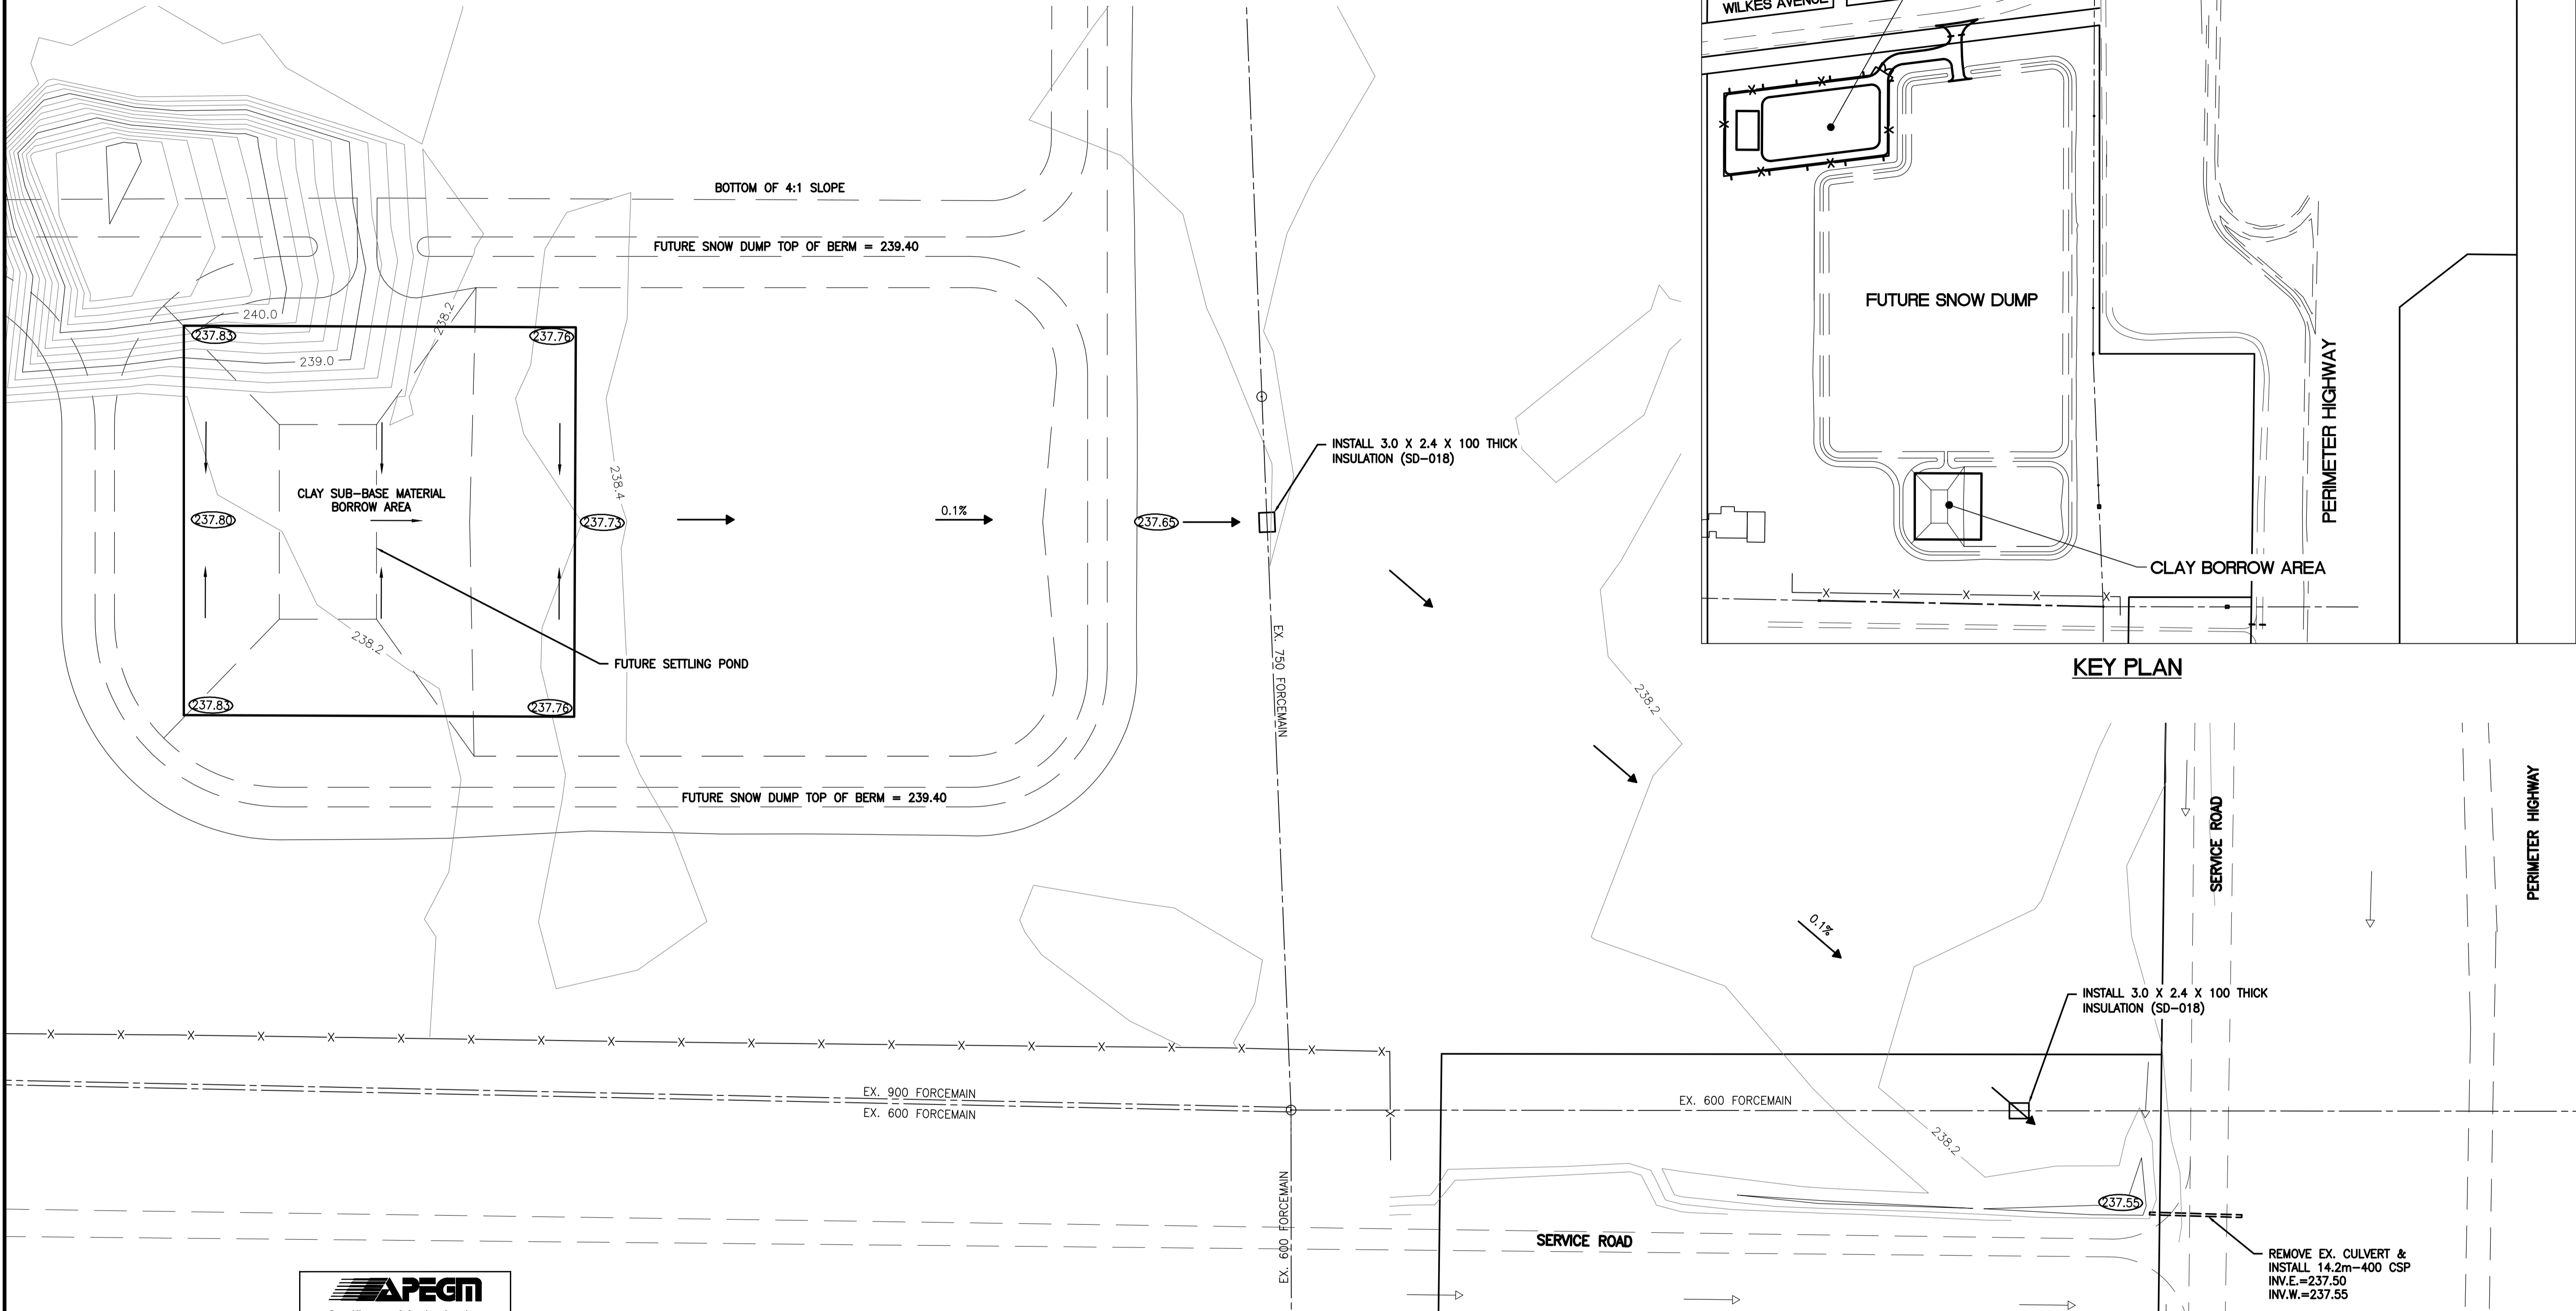 BOTTOM OF 4:1 SLOPE
FUTURE SNOW DUMP TOP OF BERM = 239.40
240.0
239.0
238.2
237.83
237.76
238.4
CLAY SUB-BASE MATERIAL
BORROW AREA
237.80
237.73
0.1%
237.65
INSTALL 3.0 X 2.4 X 100 THICK
INSULATION (SD-018)
238.2
FUTURE SETTLING POND
237.83
237.76
EX. 750 FORCEMAIN
238.2
FUTURE SNOW DUMP TOP OF BERM = 239.40
0.1%
WILKES AVENUE
FUTURE SNOW DUMP
PERIMETER HIGHWAY
CLAY BORROW AREA
KEY PLAN
SERVICE ROAD
PERIMETER HIGHWAY
INSTALL 3.0 X 2.4 X 100 THICK
INSULATION (SD-018)
X X X X X X X X X X X X X X X X X X X X
EX. 900 FORCEMAIN
EX. 600 FORCEMAIN
EX. 600 FORCEMAIN
238.2
EX. 600 FORCEMAIN
237.55
SERVICE ROAD
REMOVE EX. CULVERT &
INSTALL 14.2m-400 CSP
INV.E.=237.50
INV.W.=237.55
APEGM